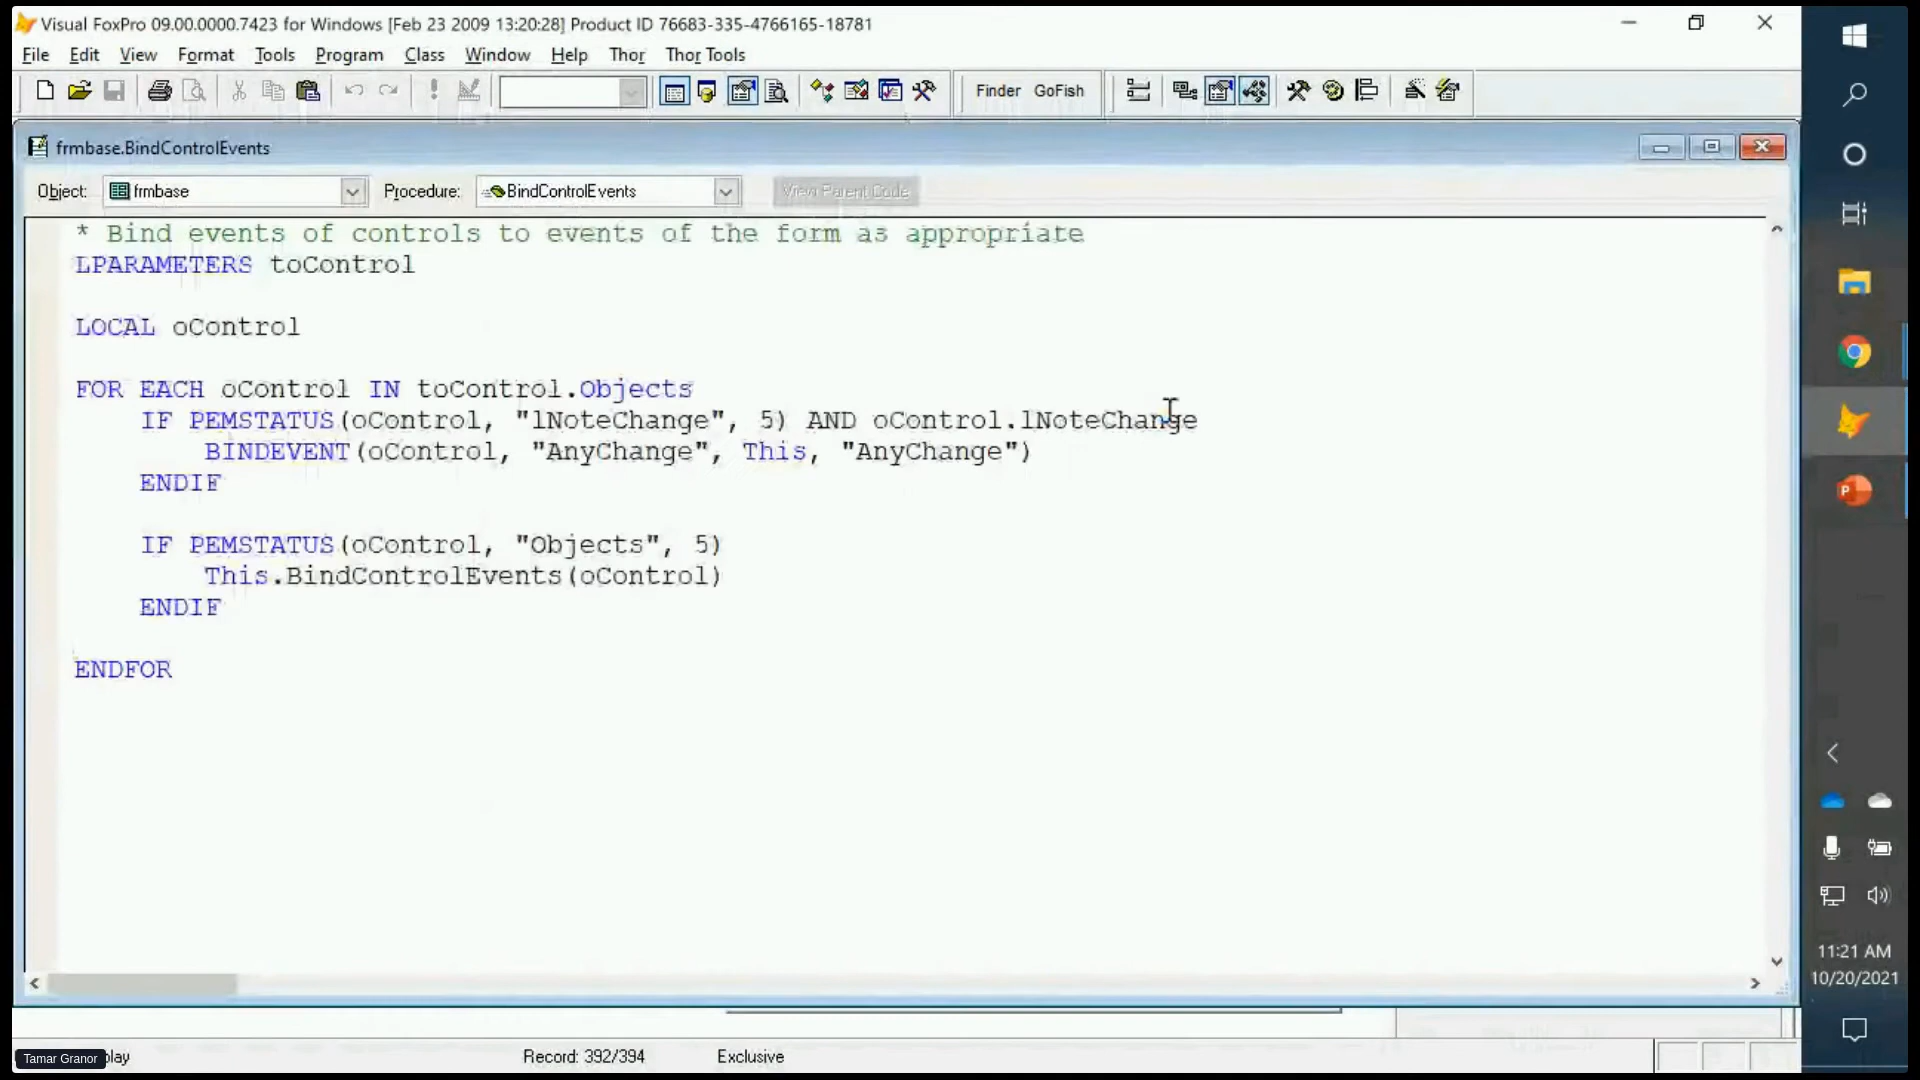 Visual FoxPro 09.00.0000.7423 for Windows [Feb 23 2009 13:20:28] Product ID 76683-335-4766165-18781
File Edit View Format Tools Program Class Window Help Thor Thor Tools
Finder GoFish
frmbase.BindControlEvents
Object: frmbase Procedure: BindControlEvents View Parent Code
* Bind events of controls to events of the form as appropriate
LPARAMETERS toControl
LOCAL oControl
FOR EACH oControl IN toControl.Objects
IF PEMSTATUS(oControl, "lNoteChange", 5) AND oControl.lNoteChange
BINDEVENT(oControl, "AnyChange", This, "AnyChange")
ENDIF
IF PEMSTATUS(oControl, "Objects", 5)
This.BindControlEvents(oControl)
ENDIF
ENDFOR
11:21 AM
10/20/2021
Tamar Granor
Record: 392/394 Exclusive